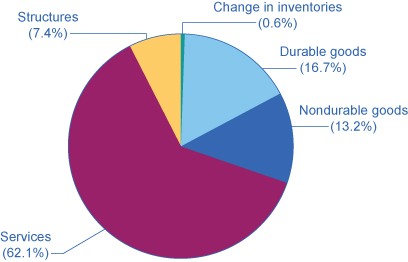 Change in inventories
(0.6%)
Structures
(7.4%)
Durable goods
(16.7%)
Nondurable goods
(13.2%)
Services
(62.1%)